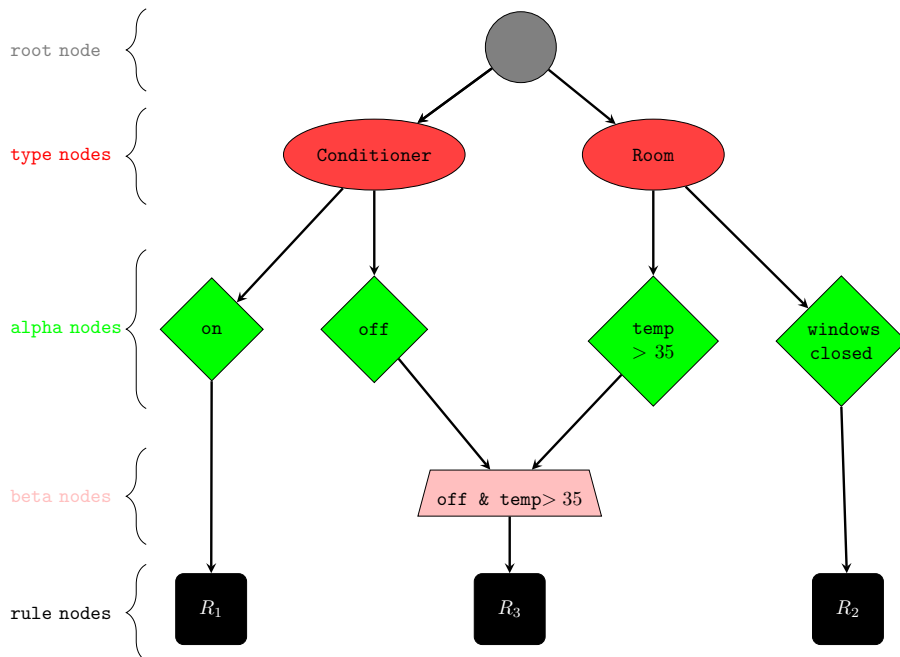 root node
type nodes
Conditioner
Room
alpha nodes
on
off
temp
> 35
windows
closed
beta nodes
off & temp> 35
rule nodes
R₁
R₃
R₂